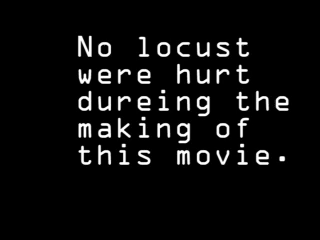 No locust
were hurt
dureing the
making of
this movie.